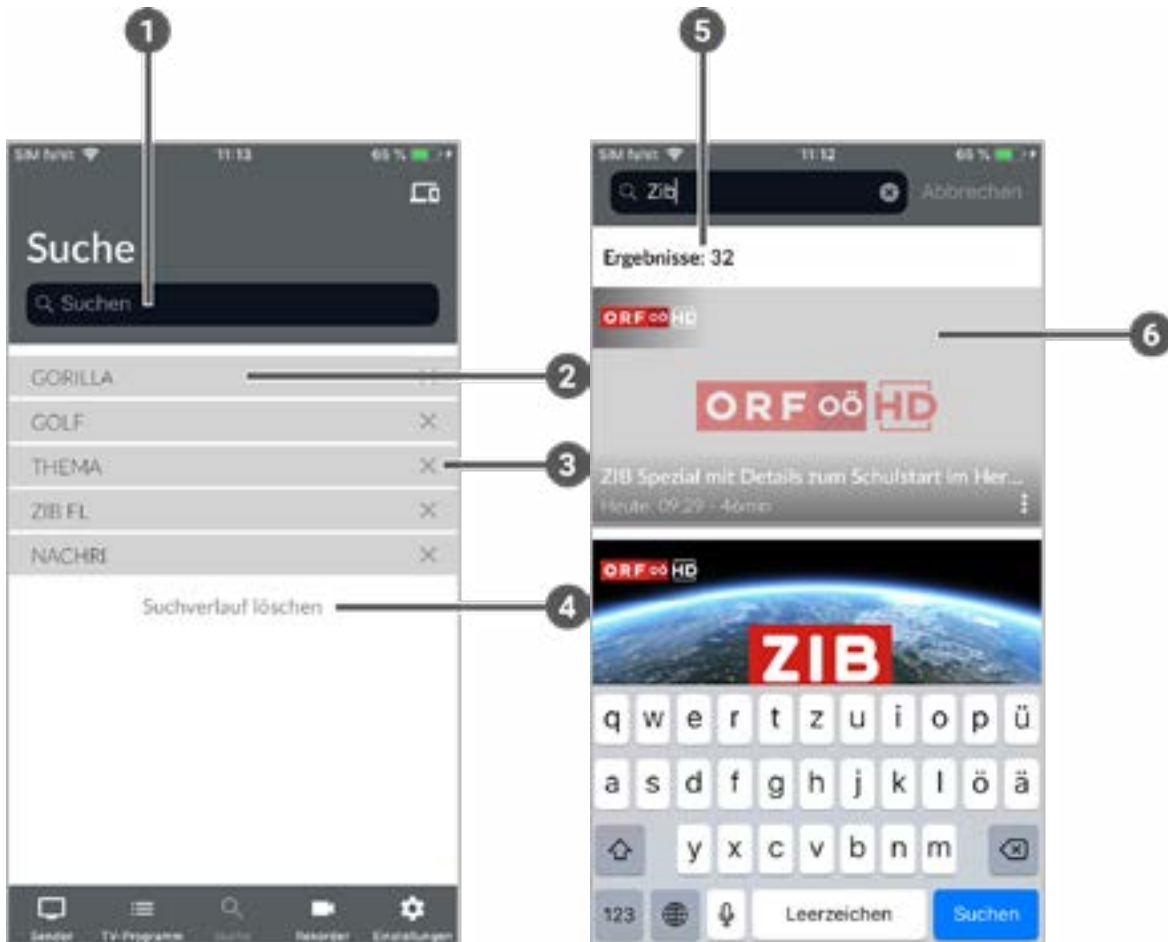 1
5
SIM fehlt 11:13 65 %
Suche
Suchen
GORILLA
2
GOLF
THEMA
3
ZIB FL
NACHRI
Suchverlauf löschen
4
Sender TV-Programm Suche Rekorder Einstellungen
SIM fehlt 11:12 65 %
Zib Abbrechen
Ergebnisse: 32
ORF oö HD
6
ORF oö HD
ZIB Spezial mit Details zum Schulstart im Her...
Heute, 09:29 - 46min
ORF oö HD
ZIB
q w e r t z u i o p ü
a s d f g h j k l ö ä
y x c v b n m
123 Leerzeichen Suchen